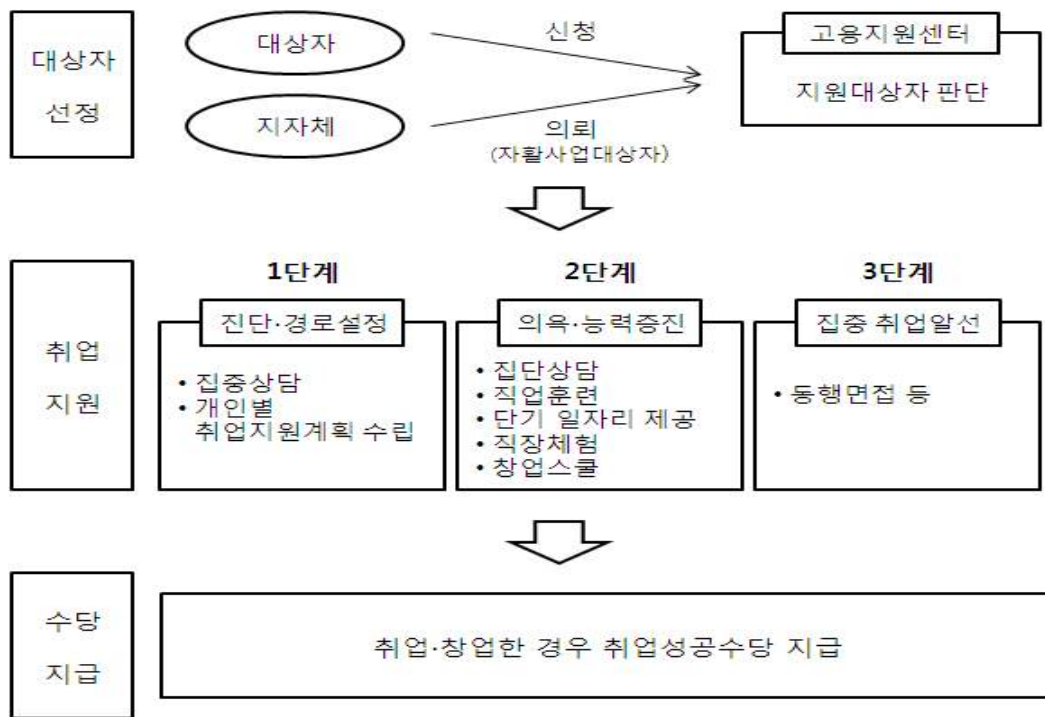 대상자
선정
대상자
지자체
신청
의뢰
(자활사업대상자)
고용지원센터
지원대상자 판단
취업
지원
1단계
진단·경로설정
• 집중상담
• 개인별
취업지원계획 수립
2단계
의욕·능력증진
• 집단상담
• 직업훈련
• 단기 일자리 제공
• 직장체험
• 창업스쿨
3단계
집중 취업알선
• 동행면접 등
수당
지급
취업·창업한 경우 취업성공수당 지급